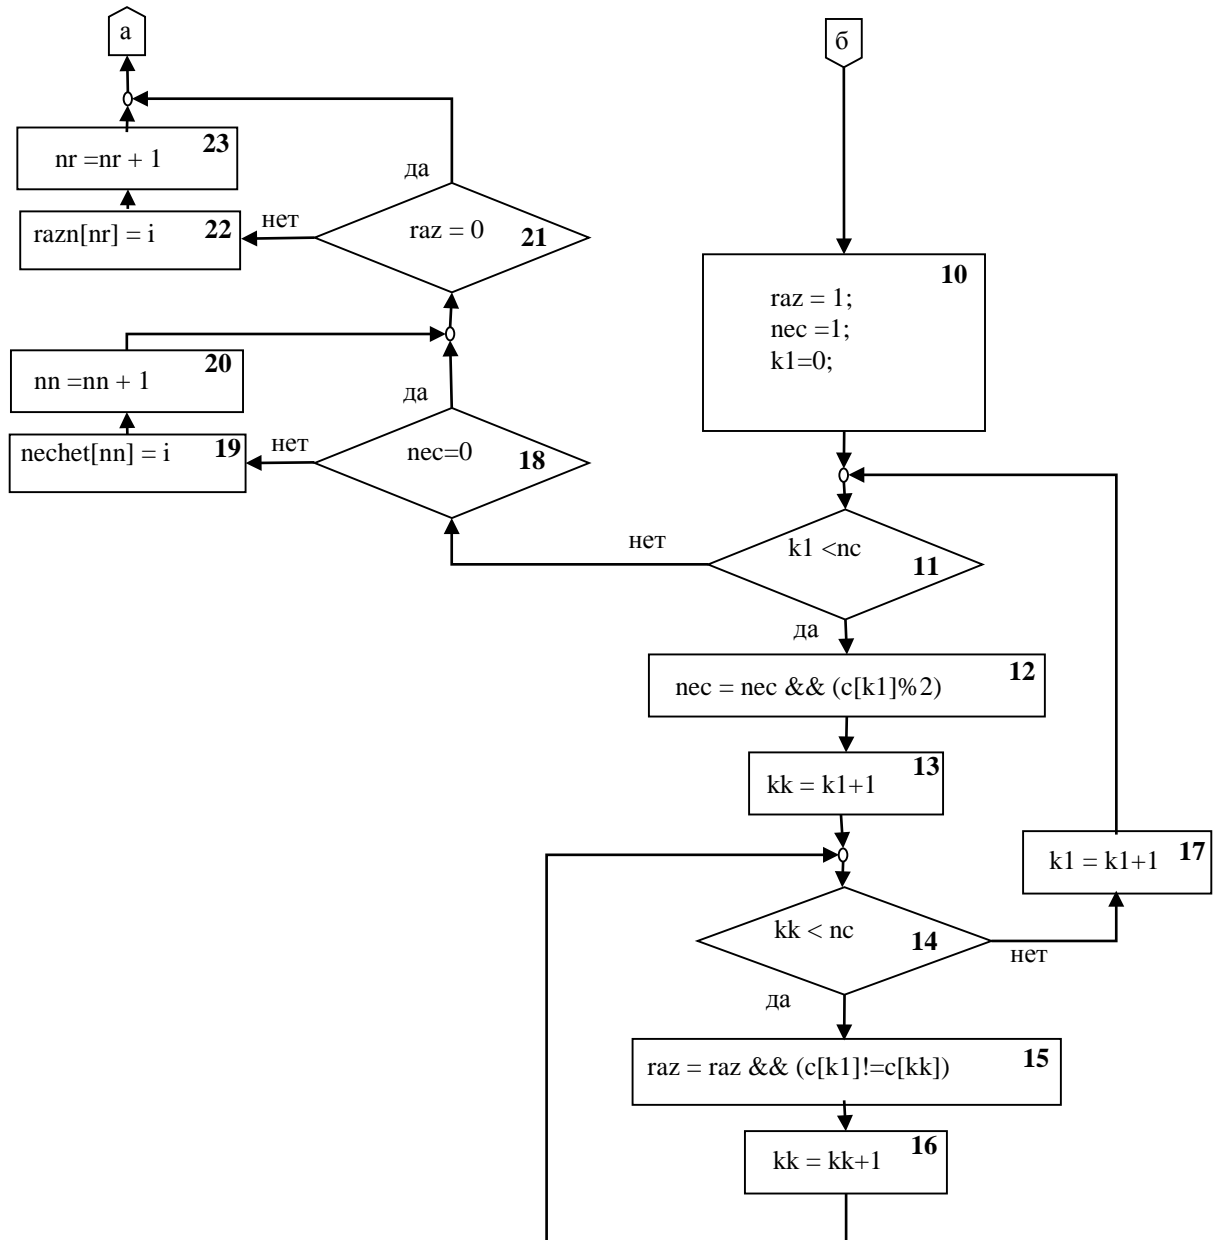 а
б
nr =nr + 1
23
да
razn[nr] = i
22
нет
raz = 0
21
10
raz = 1;
nec =1;
k1=0;
nn =nn + 1
20
да
nechet[nn] = i
19
нет
nec=0
18
нет
k1 <nc
11
да
nec = nec && (c[k1]%2)
12
kk = k1+1
13
k1 = k1+1
17
kk < nc
14
нет
да
raz = raz && (c[k1]!=c[kk])
15
kk = kk+1
16